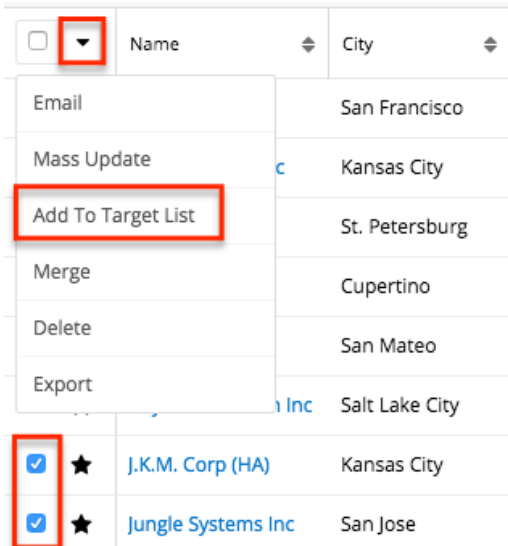 Name City
Email
San Francisco
Mass Update
c Kansas City
Add To Target List
St. Petersburg
Merge
Cupertino
Delete
San Mateo
Export
Inc Salt Lake City
J.K.M. Corp (HA) Kansas City
Jungle Systems Inc San Jose